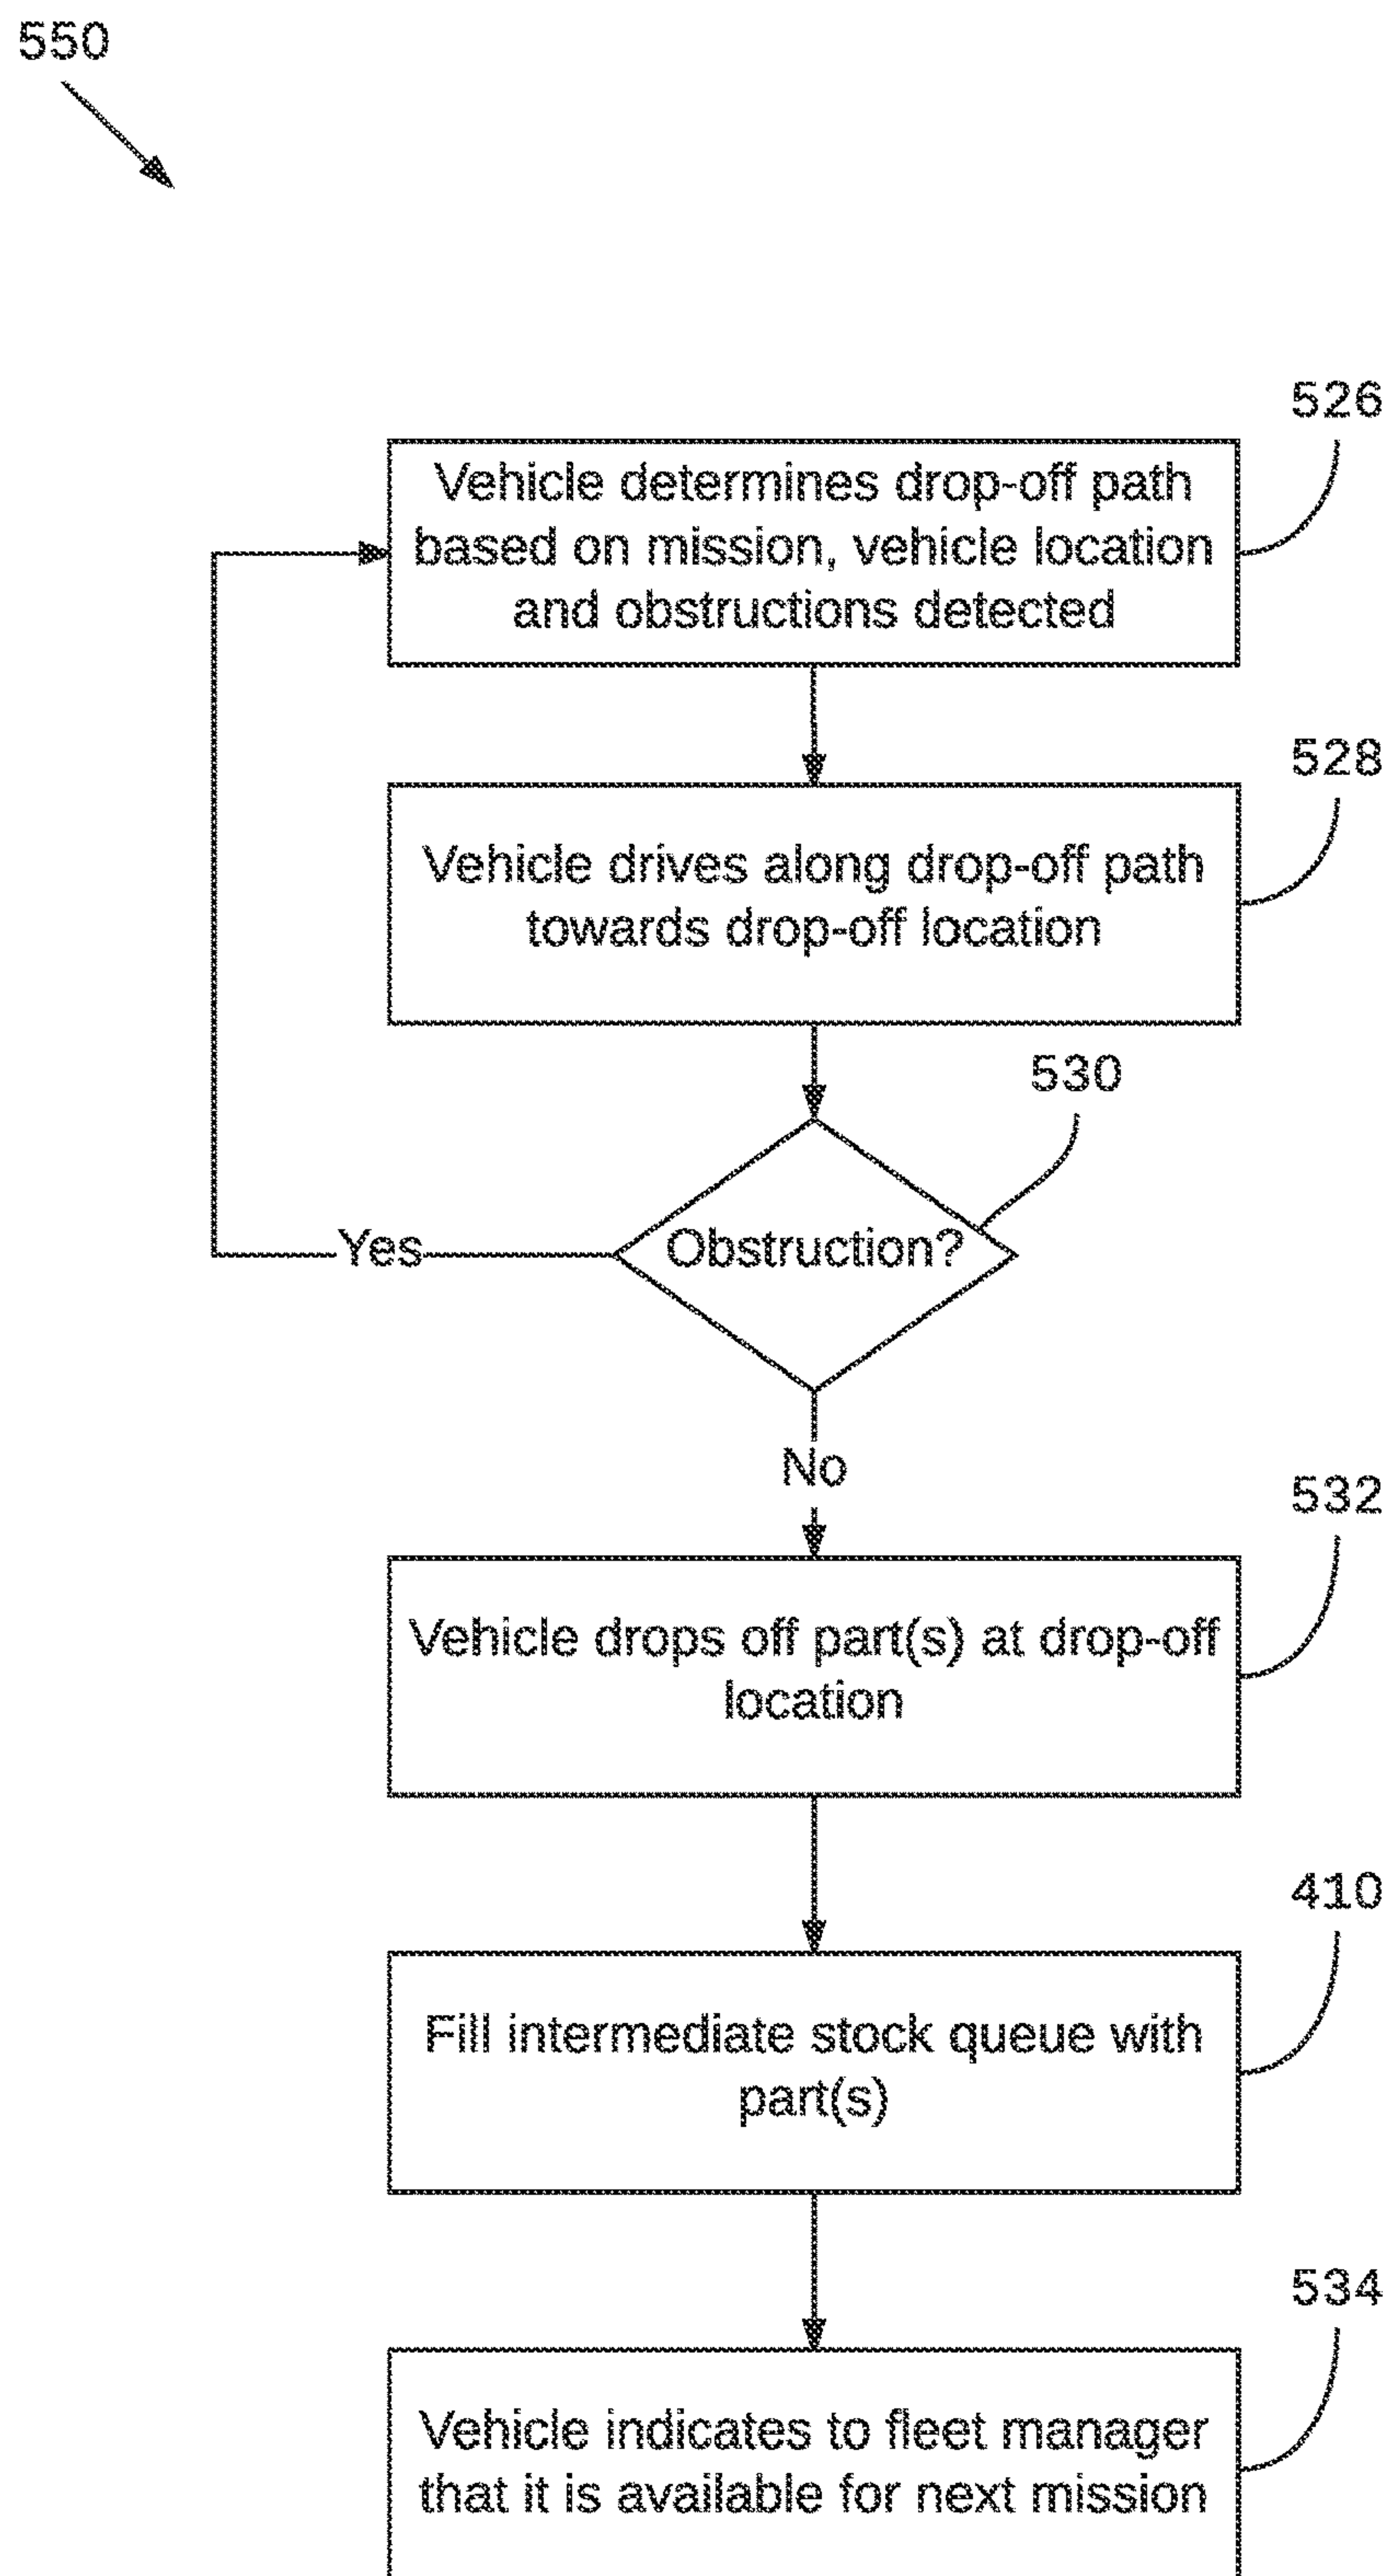 550
526
Vehicle determines drop-off path
based on mission, vehicle location
and obstructions detected
528
Vehicle drives along drop-off path
towards drop-off location
530
Obstruction?
Yes
No
532
Vehicle drops off part(s) at drop-off
location
410
Fill intermediate stock queue with
part(s)
534
Vehicle indicates to fleet manager
that it is available for next mission